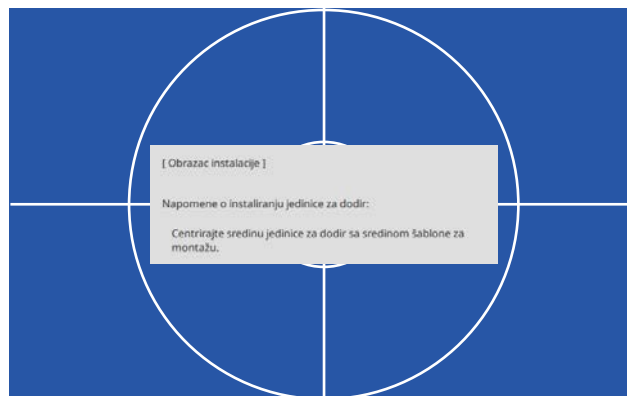 [ Obrazac instalacije ]
Napomene o instaliranju jedinice za dodir:
Centrirajte sredinu jedinice za dodir sa sredinom šablone za
montažu.